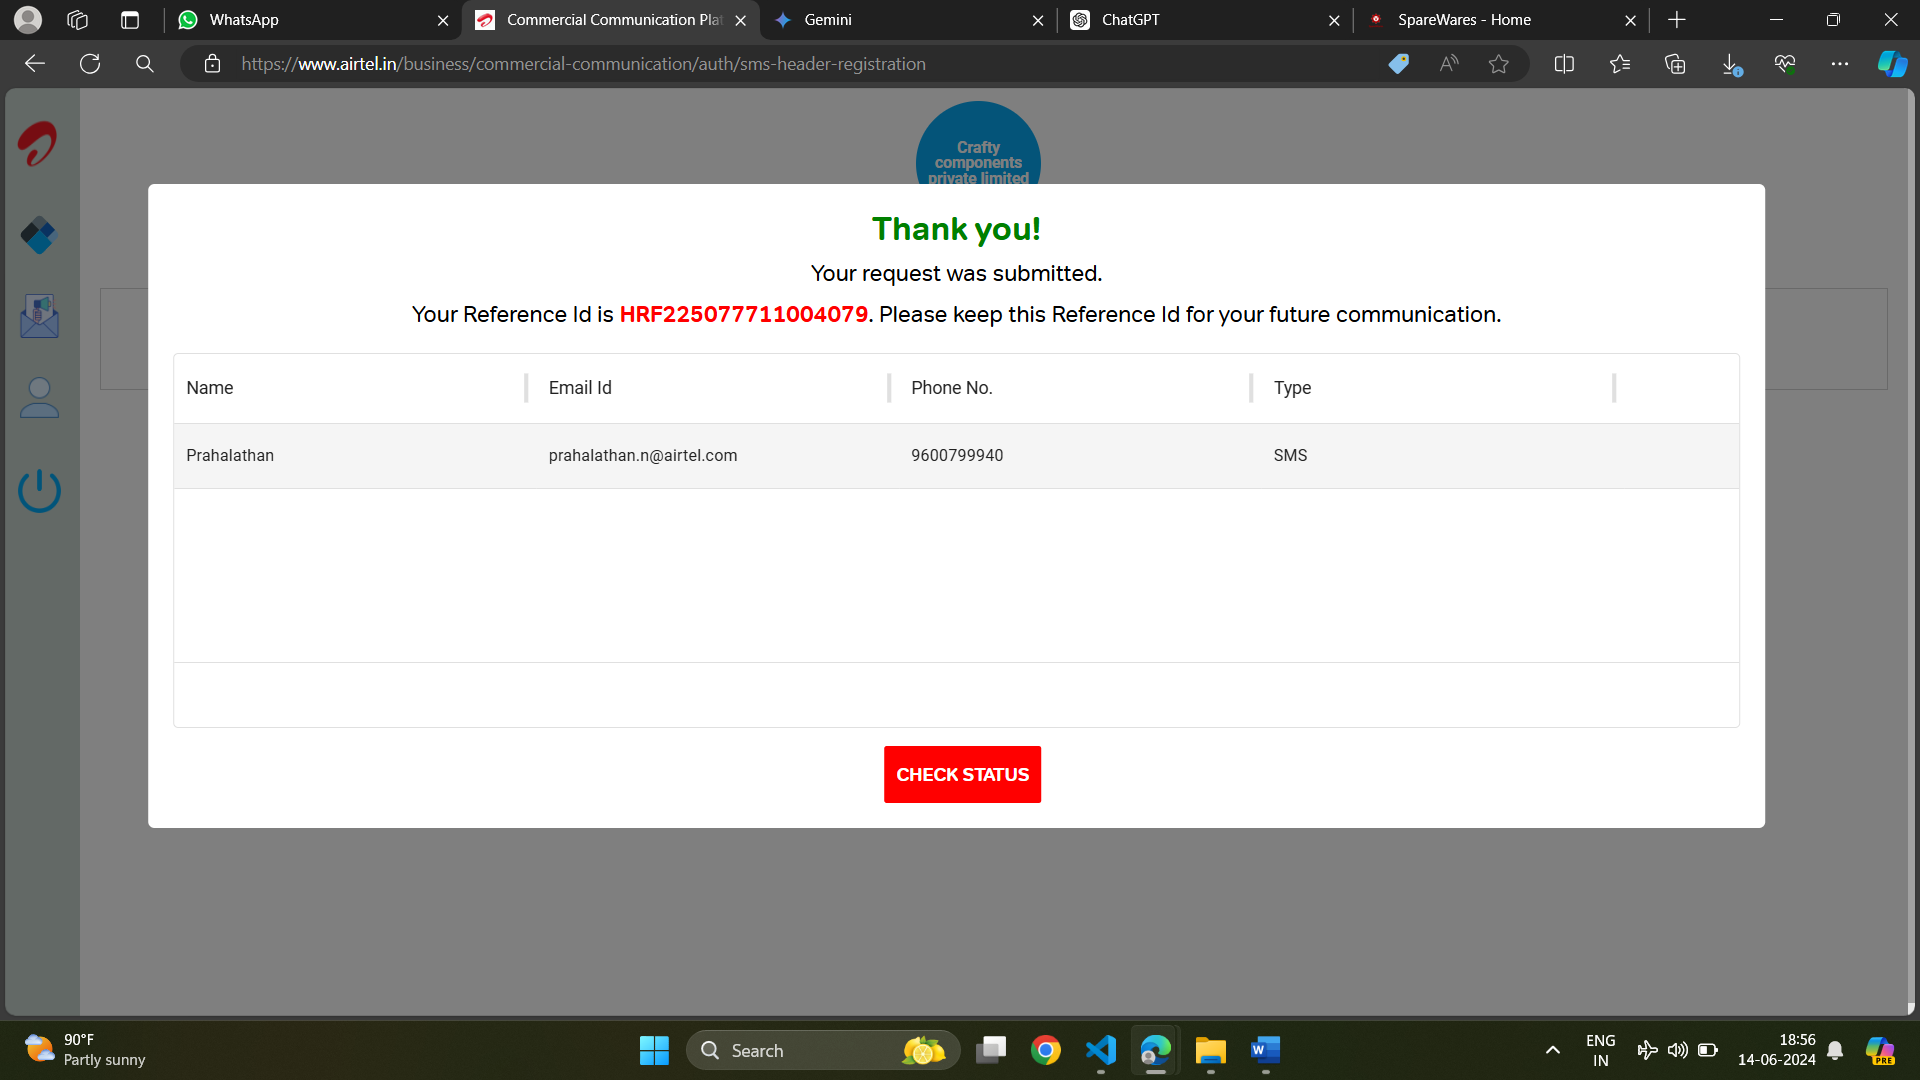 WhatsApp
Commercial Communication Plat
Gemini
ChatGPT
SpareWares - Home
https://www.airtel.in/business/commercial-communication/auth/sms-header-registration
Crafty
components
private limited
Thank you!
Your request was submitted.
Your Reference Id is HRF225077711004079. Please keep this Reference Id for your future communication.
Name Email Id Phone No. Type
Prahalathan prahalathan.n@airtel.com 9600799940 SMS
CHECK STATUS
90°F
Partly sunny
Search
W
PRE
ENG
IN
18:56
14-06-2024